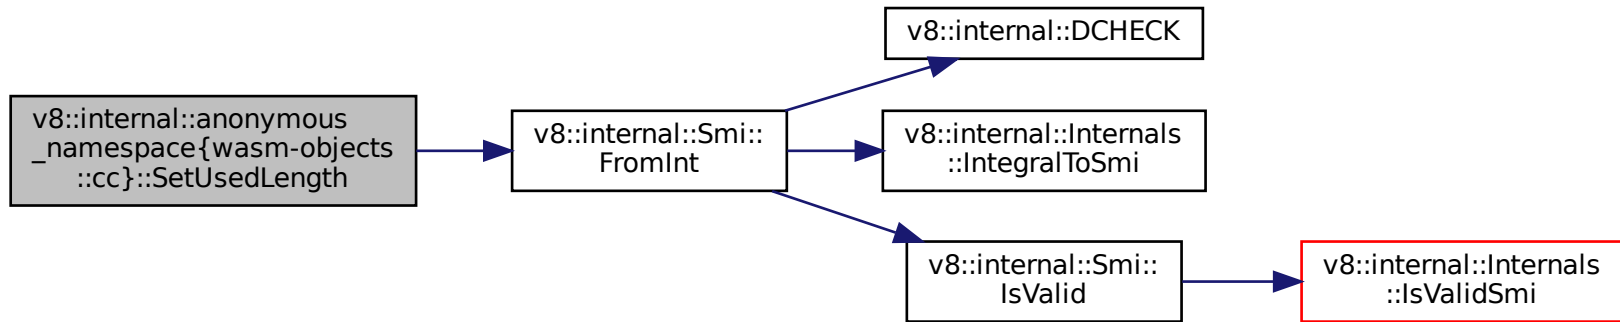 v8::internal::anonymous
_namespace{wasm-objects
::cc}::SetUsedLength
v8::internal::Smi::
FromInt
v8::internal::DCHECK
v8::internal::Internals
::IntegralToSmi
v8::internal::Smi::
IsValid
v8::internal::Internals
::IsValidSmi